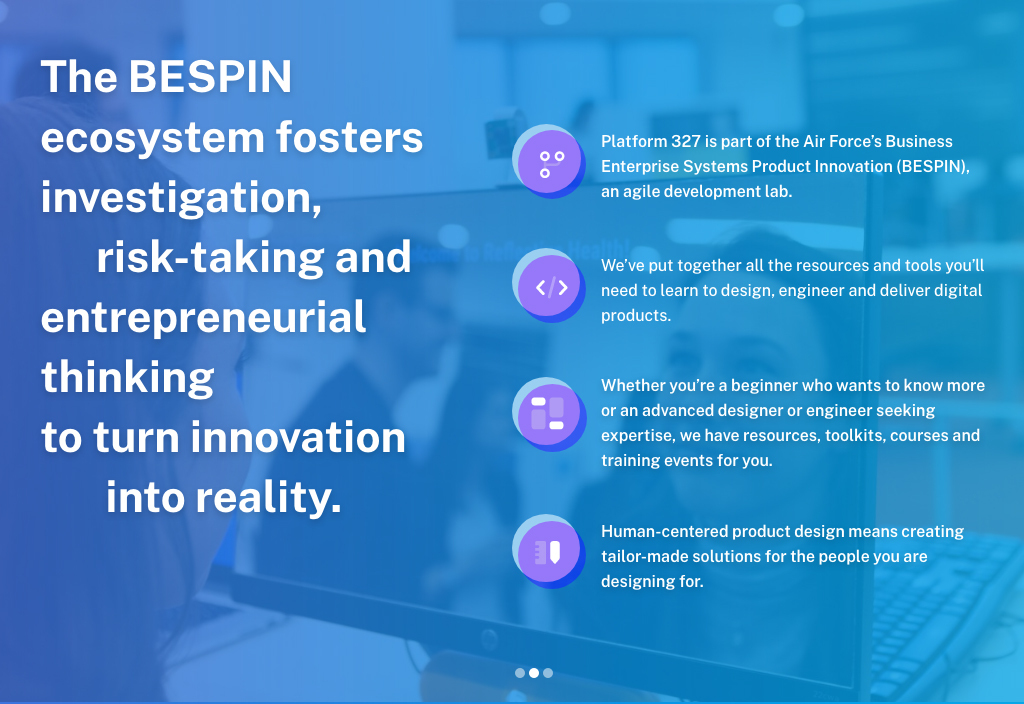 The BESPIN
ecosystem fosters
investigation,
risk-taking and
entrepreneurial
thinking
to turn innovation
into reality.
Platform 327 is part of the Air Force’s Business
Enterprise Systems Product Innovation (BESPIN),
an agile development lab.
We’ve put together all the resources and tools you’ll
need to learn to design, engineer and deliver digital
products.
Whether you’re a beginner who wants to know more
or an advanced designer or engineer seeking
expertise, we have resources, toolkits, courses and
training events for you.
Human-centered product design means creating
tailor-made solutions for the people you are
designing for.